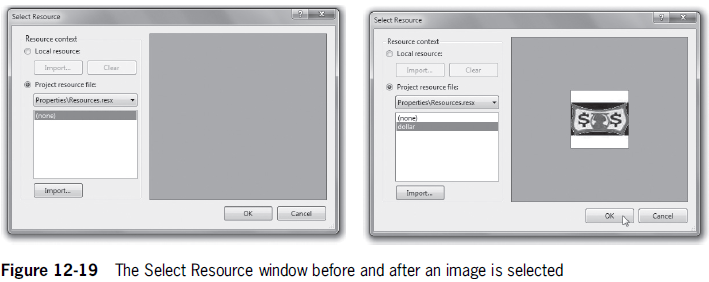 Select Resource
Resource context
Local resource:
Import...
Clear
Project resource file:
Properties\Resources.resx
(none)
Import...
OK
Cancel
Select Resource
Resource context
Local resource:
Import...
Clear
Project resource file:
Properties\Resources.resx
(none)
dollar
Import...
$ $
OK
Cancel
Figure 12-19 The Select Resource window before and after an image is selected